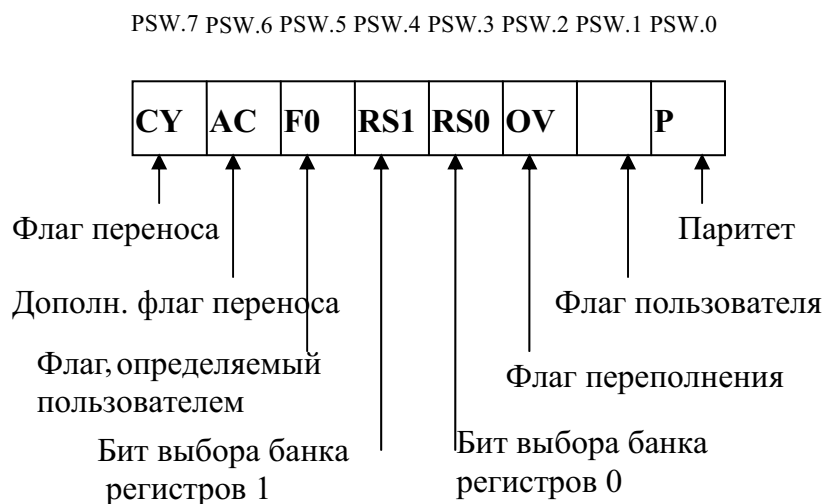 PSW.7 PSW.6 PSW.5 PSW.4 PSW.3 PSW.2 PSW.1 PSW.0
CY AC F0 RS1 RS0 OV P
Флаг переноса
Паритет
Дополн. флаг переноса
Флаг пользователя
Флаг, определяемый
пользователем
Флаг переполнения
Бит выбора банка
регистров 1
Бит выбора банка
регистров 0